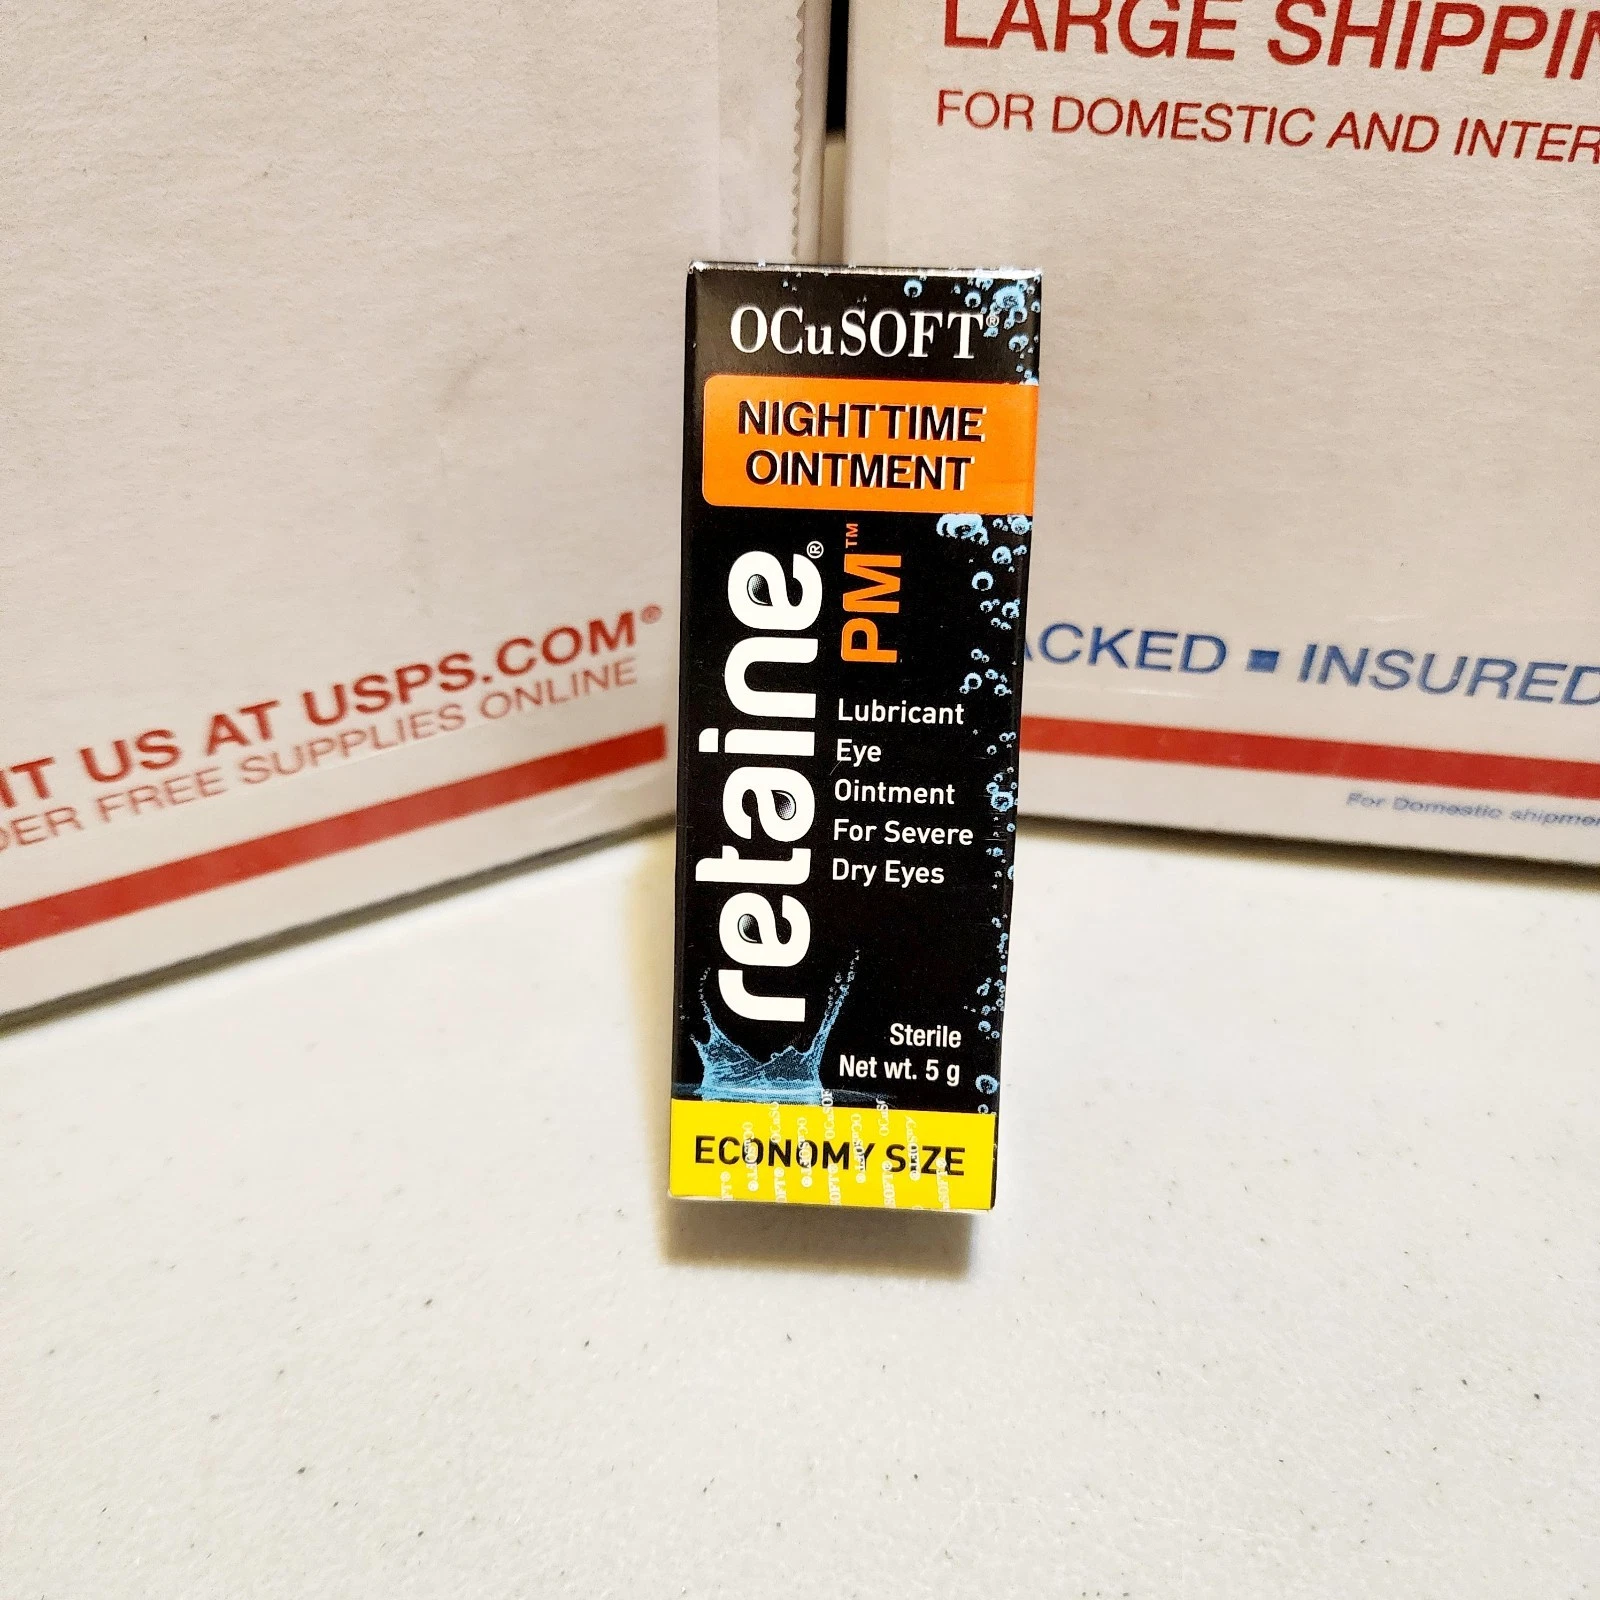 LARGE SHIPPIN
FOR DOMESTIC AND INTER
OCuSOFT®
NIGHTTIME
OINTMENT
retaine®
PM™
Lubricant
Eye
Ointment
For Severe
Dry Eyes
Sterile
Net wt. 5 g
ECONOMY SIZE
IT US AT USPS.COM®
DER FREE SUPPLIES ONLINE
ACKED ▪ INSURED
For Domestic shipmen